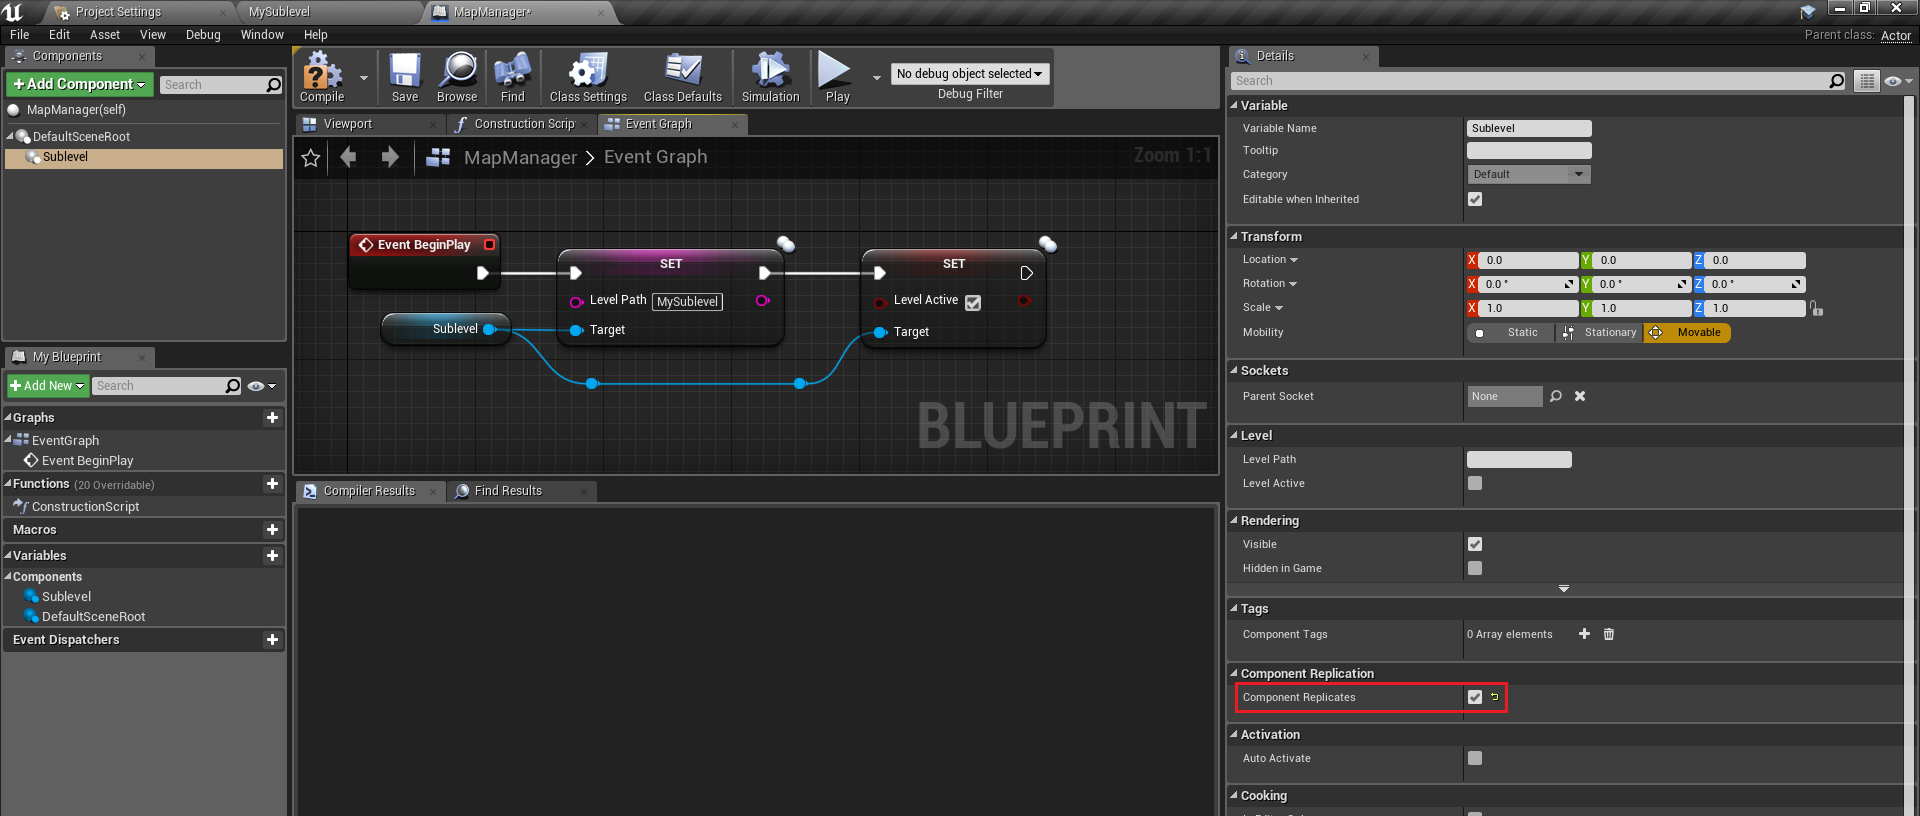 Project Settings
MySublevel
MapManager*
File Edit Asset View Debug Window Help
Parent class: Actor
Components
Add Component
Search
MapManager(self)
DefaultSceneRoot
Sublevel
My Blueprint
Add New
Search
Graphs
EventGraph
Event BeginPlay
Functions (20 Overridable)
ConstructionScript
Macros
Variables
Components
Sublevel
DefaultSceneRoot
Event Dispatchers
Compile
Save
Browse
Find
Class Settings
Class Defaults
Simulation
Play
No debug object selected
Debug Filter
Viewport
Construction Scrip
Event Graph
MapManager > Event Graph
Zoom 1:1
Event BeginPlay
Sublevel
SET
Level Path MySublevel
Target
SET
Level Active
Target
BLUEPRINT
Compiler Results
Find Results
Details
Search
Variable
Variable Name Sublevel
Tooltip
Category Default
Editable when Inherited
Transform
Location X 0.0 Y 0.0 Z 0.0
Rotation X 0.0 ° Y 0.0 ° Z 0.0 °
Scale X 1.0 Y 1.0 Z 1.0
Mobility Static Stationary Movable
Sockets
Parent Socket None
Level
Level Path
Level Active
Rendering
Visible
Hidden in Game
Tags
Component Tags 0 Array elements
Component Replication
Component Replicates
Activation
Auto Activate
Cooking